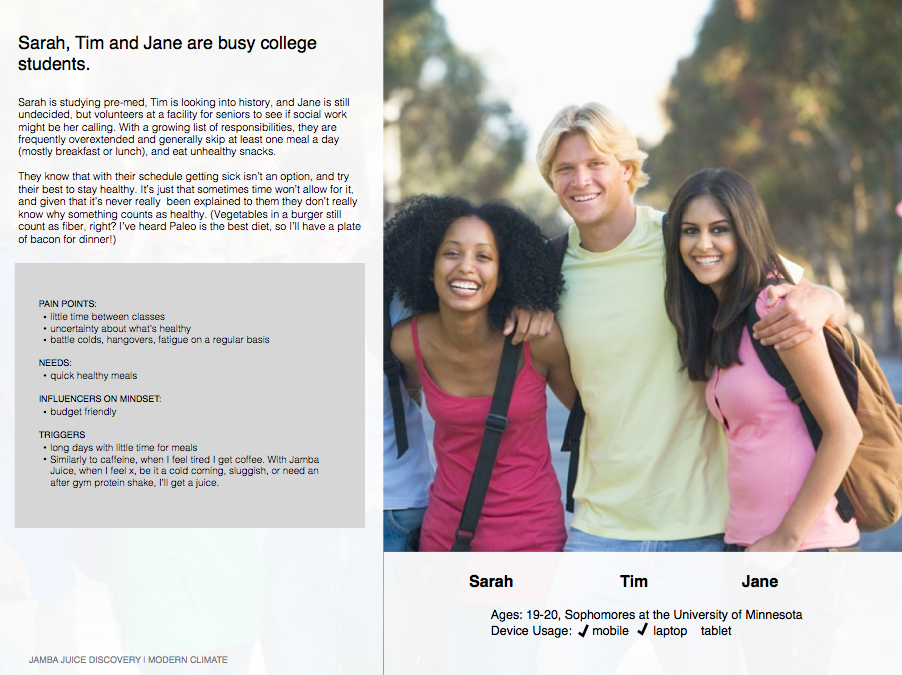 Sarah, Tim and Jane are busy college
students.
Sarah is studying pre-med, Tim is looking into history, and Jane is still
undecided, but volunteers at a facility for seniors to see if social work
might be her calling. With a growing list of responsibilities, they are
frequently overextended and generally skip at least one meal a day
(mostly breakfast or lunch), and eat unhealthy snacks.
They know that with their schedule getting sick isn't an option, and try
their best to stay healthy. It's just that sometimes time won't allow for it,
and given that it's never really  been explained to them they don't really
know why something counts as healthy. (Vegetables in a burger still
count as fiber, right? I've heard Paleo is the best diet, so I'll have a plate
of bacon for dinner!)
PAIN POINTS:
• little time between classes
• uncertainty about what's healthy
• battle colds, hangovers, fatigue on a regular basis
NEEDS:
• quick healthy meals
INFLUENCERS ON MINDSET:
• budget friendly
TRIGGERS
• long days with little time for meals
• Similarly to caffeine, when I feel tired I get coffee. With Jamba
Juice, when I feel x, be it a cold coming, sluggish, or need an
after gym protein shake, I'll get a juice.
Sarah Tim Jane
Ages: 19-20, Sophomores at the University of Minnesota
Device Usage: ✓ mobile ✓ laptop tablet
JAMBA JUICE DISCOVERY | MODERN CLIMATE